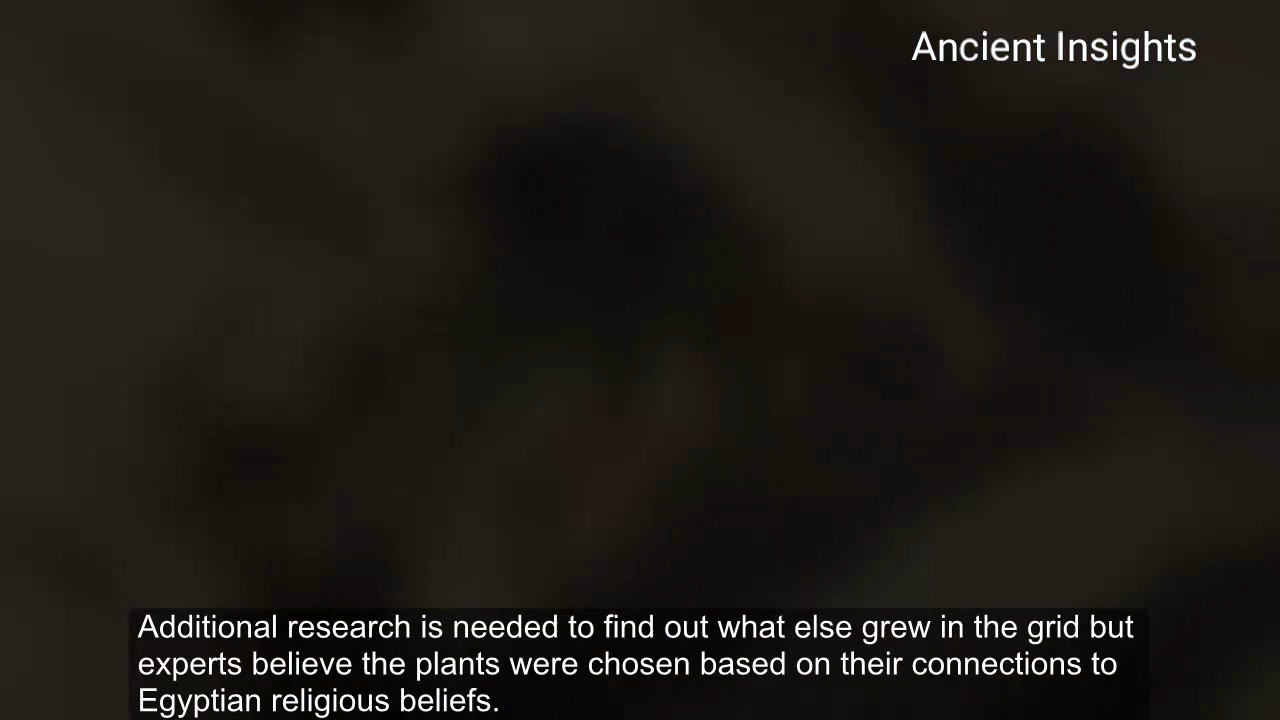 Ancient Insights
Additional research is needed to find out what else grew in the grid but
experts believe the plants were chosen based on their connections to
Egyptian religious beliefs.